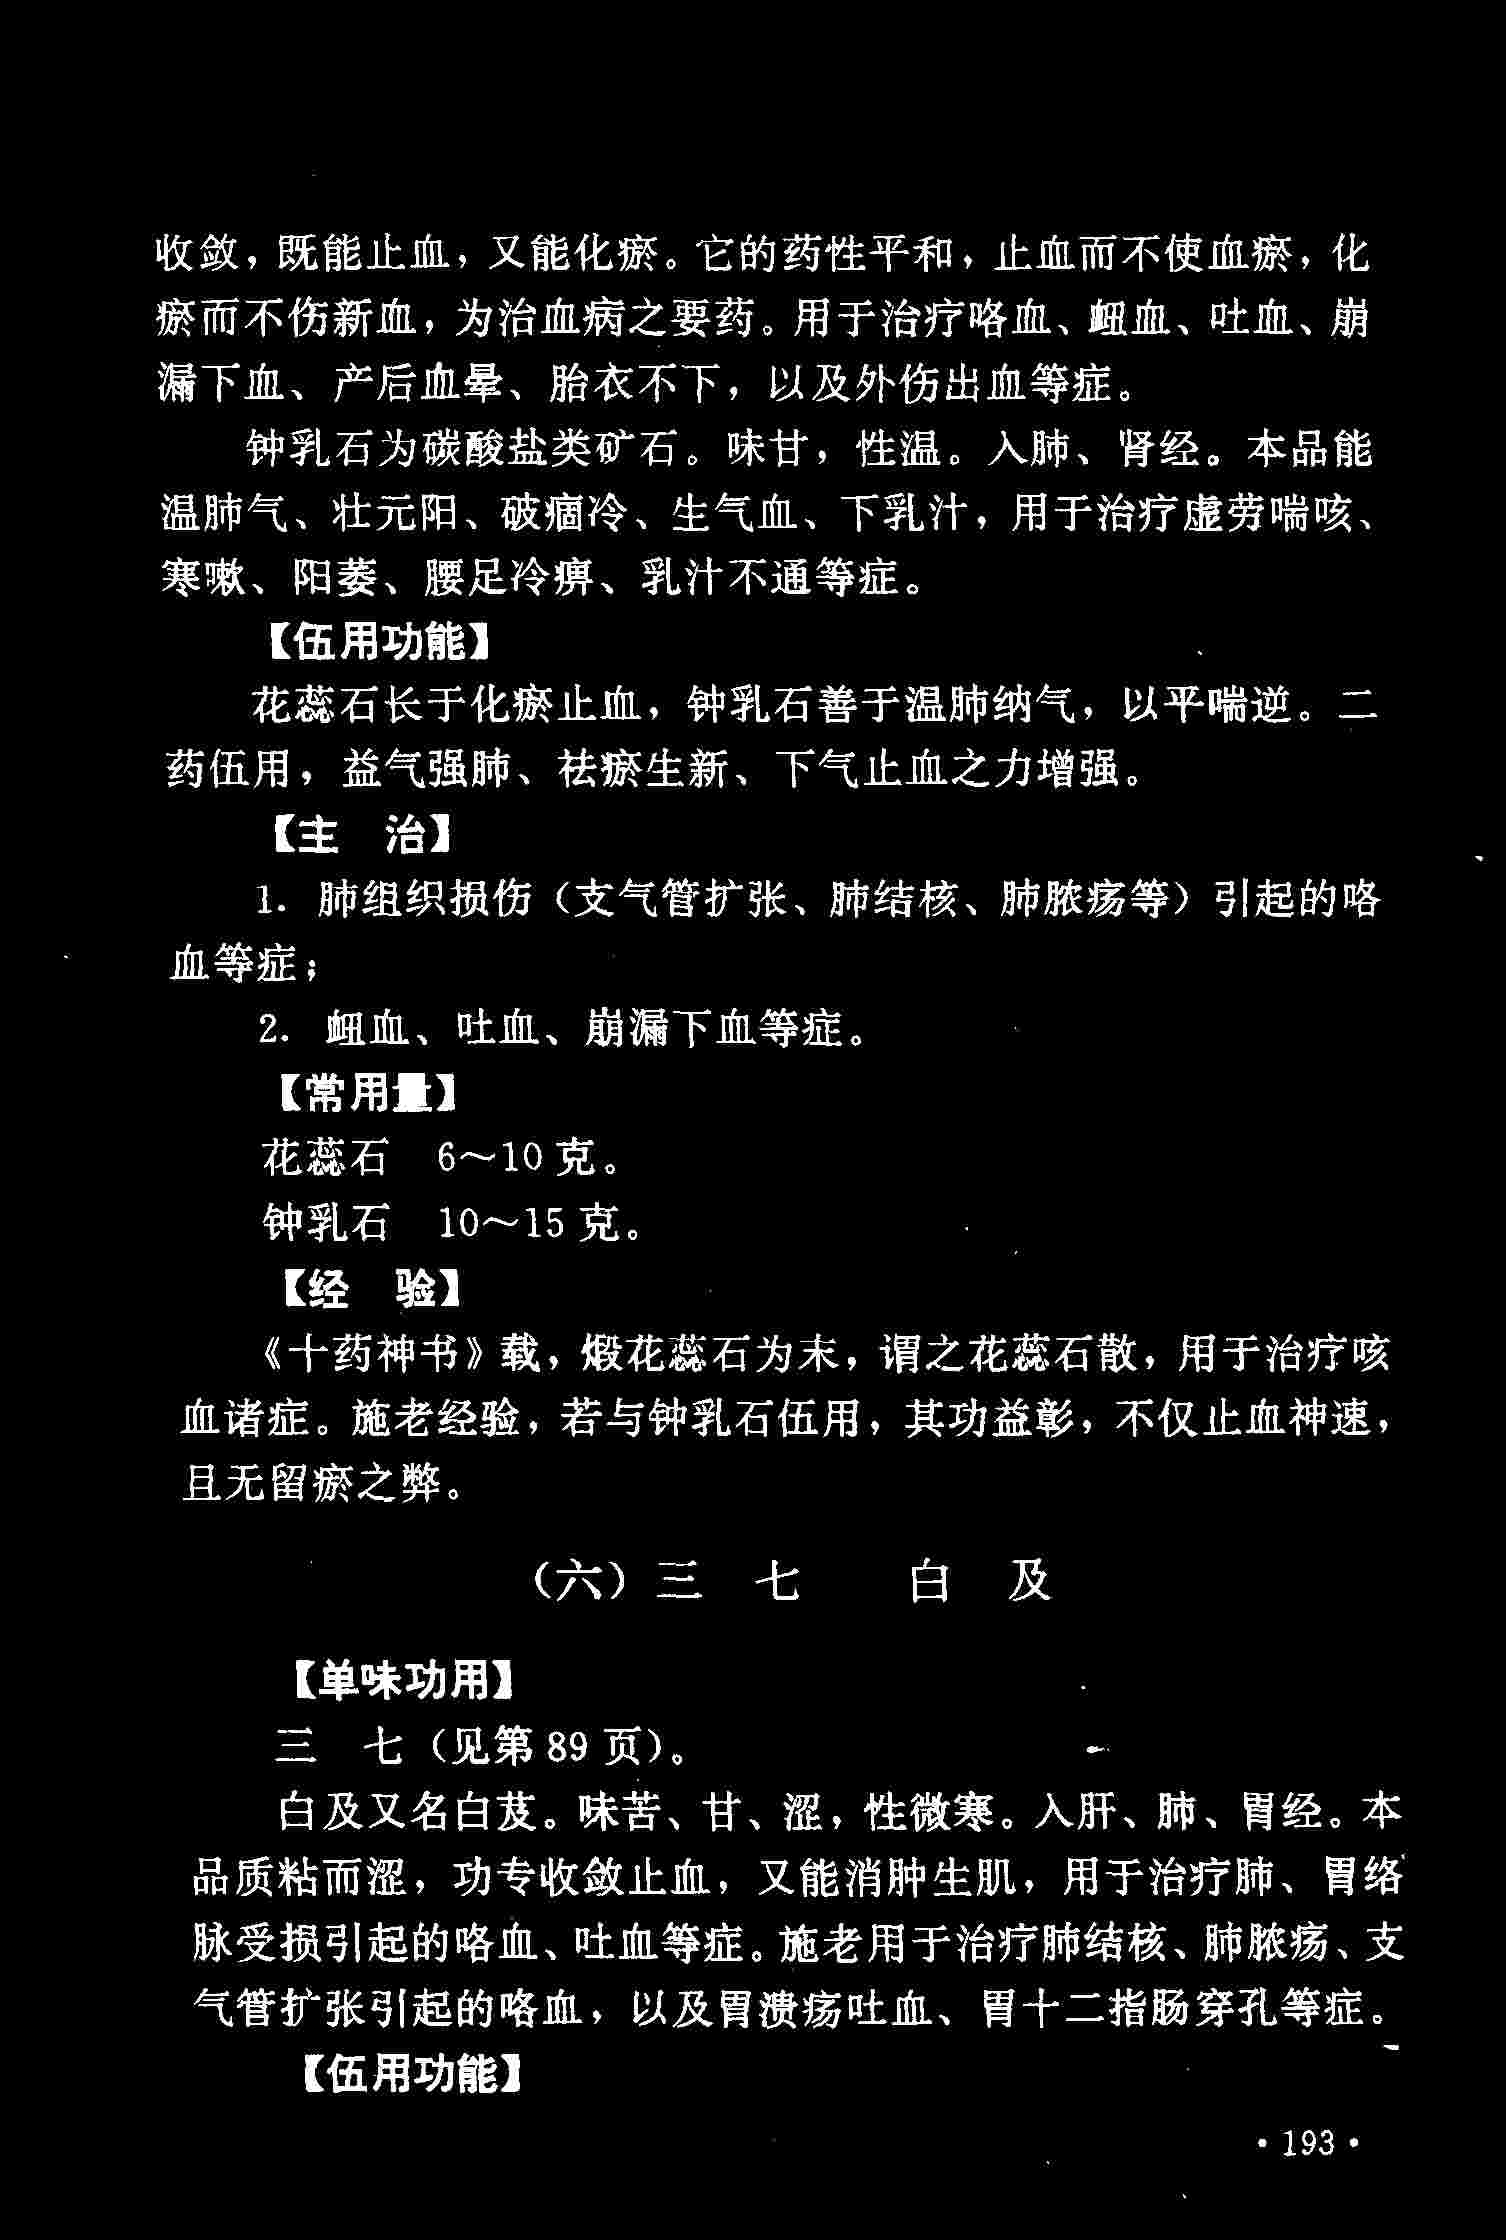 收敛，既能止血，又能化瘀。它的药性平和，止血而不使血瘀，化
瘀而不伤新血，为治血病之要药。用于治疗咯血、衄血、吐血、崩
漏下血、产后血晕、胎衣不下，以及外伤出血等症。
钟乳石为碳酸盐类矿石。味甘，性温。入肺、肾经。本品能
温肺气、壮元阳、破痼冷、生气血、下乳汁，用于治疗虚劳喘咳、
寒嗽、阳萎、腰足冷痹、乳汁不通等症。
【伍用功能】
花蕊石长于化瘀止血，钟乳石善于温肺纳气，以平喘逆。二
药伍用，益气强肺、祛瘀生新、下气止血之力增强。
【主　治】
1. 肺组织损伤（支气管扩张、肺结核、肺脓疡等）引起的咯
血等症；
2. 衄血、吐血、崩漏下血等症。
【常用量】
花蕊石　6～10 克。
钟乳石　10～15 克。
【经　验】
《十药神书》载，煅花蕊石为末，谓之花蕊石散，用于治疗咳
血诸症。施老经验，若与钟乳石伍用，其功益彰，不仅止血神速，
且无留瘀之弊。
（六）三　七　　白　及
【单味功用】
三　七（见第 89 页）。
白及又名白芨。味苦、甘、涩，性微寒。入肝、肺、胃经。本
品质粘而涩，功专收敛止血，又能消肿生肌，用于治疗肺、胃络
脉受损引起的咯血、吐血等症。施老用于治疗肺结核、肺脓疡、支
气管扩张引起的咯血，以及胃溃疡吐血、胃十二指肠穿孔等症。
【伍用功能】
·193·